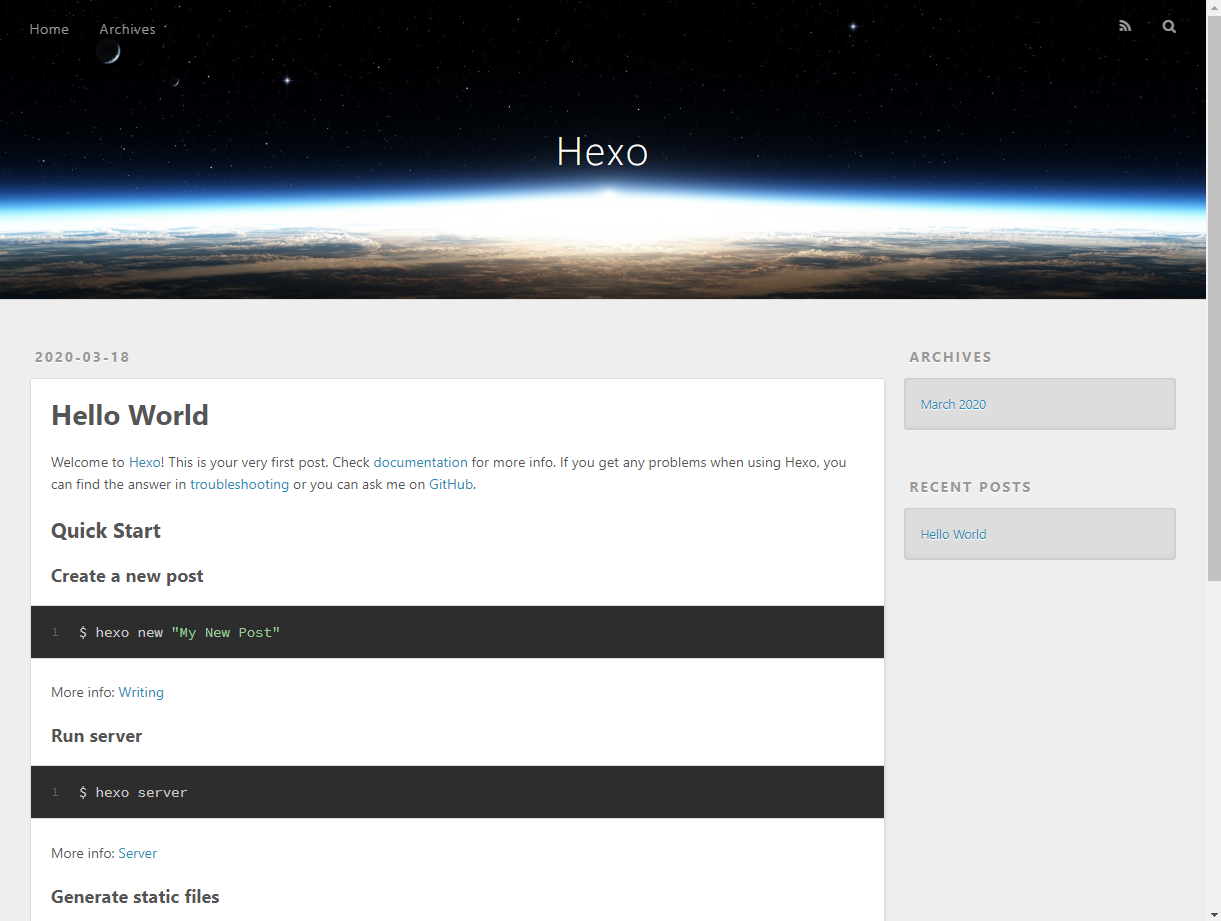 Home Archives
Hexo
2020-03-18
Hello World
Welcome to Hexo! This is your very first post. Check documentation for more info. If you get any problems when using Hexo, you
can find the answer in troubleshooting or you can ask me on GitHub.
Quick Start
Create a new post
1 $ hexo new "My New Post"
More info: Writing
Run server
1 $ hexo server
More info: Server
Generate static files
ARCHIVES
March 2020
RECENT POSTS
Hello World